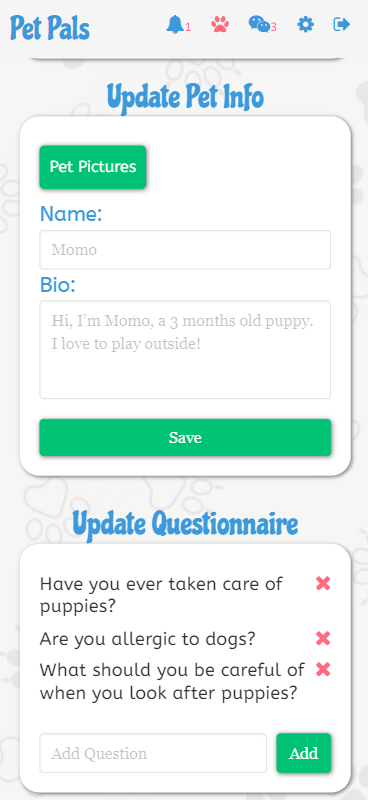 Pet Pals
1
3
Update Pet Info
Pet Pictures
Name:
Momo
Bio:
Hi, I'm Momo, a 3 months old puppy.
I love to play outside!
Save
Update Questionnaire
Have you ever taken care of
puppies?
Are you allergic to dogs?
What should you be careful of
when you look after puppies?
Add Question
Add